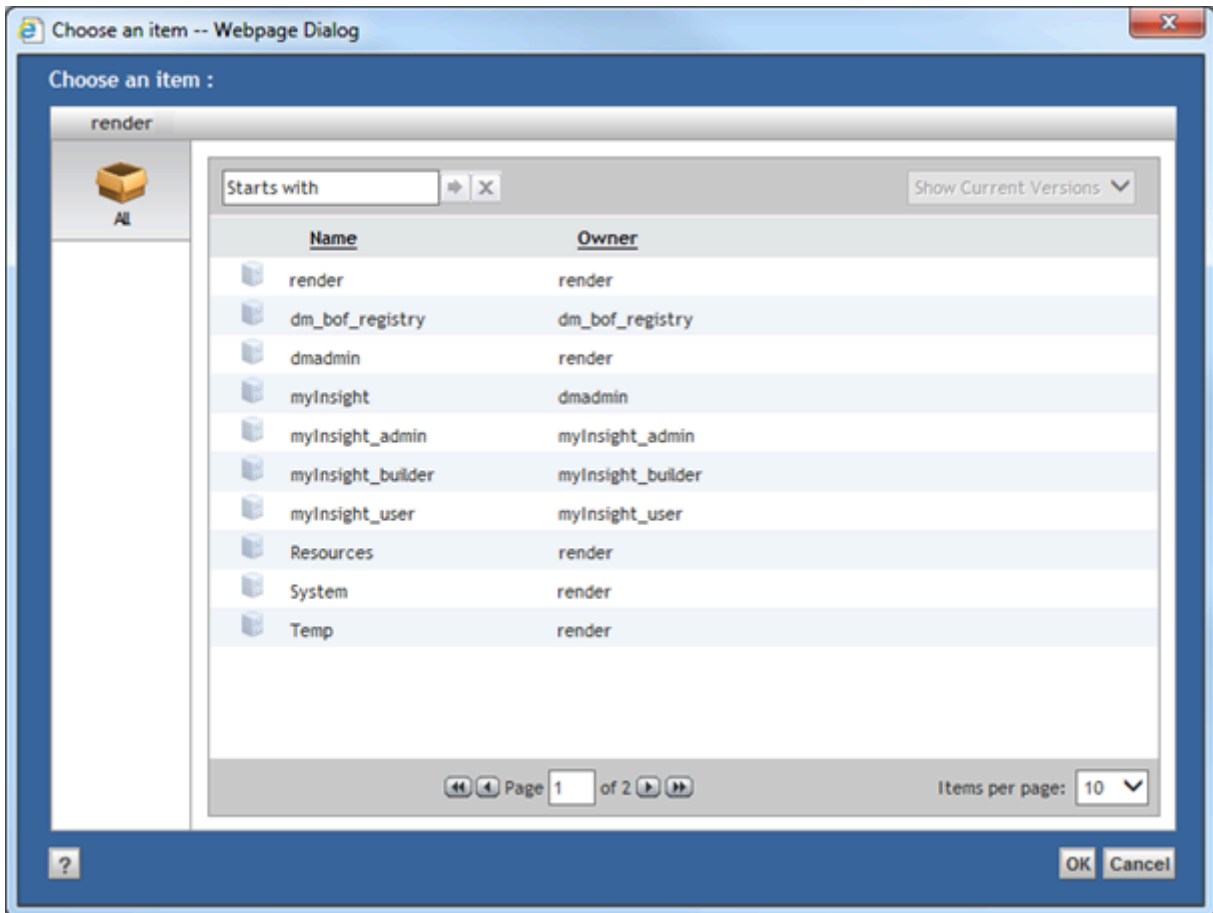 Choose an item -- Webpage Dialog
Choose an item :
render
All
Starts with
Show Current Versions
Name Owner
render render
dm_bof_registry dm_bof_registry
dmadmin render
myInsight dmadmin
myInsight_admin myInsight_admin
myInsight_builder myInsight_builder
myInsight_user myInsight_user
Resources render
System render
Temp render
Page 1 of 2 Items per page: 10
? OK Cancel